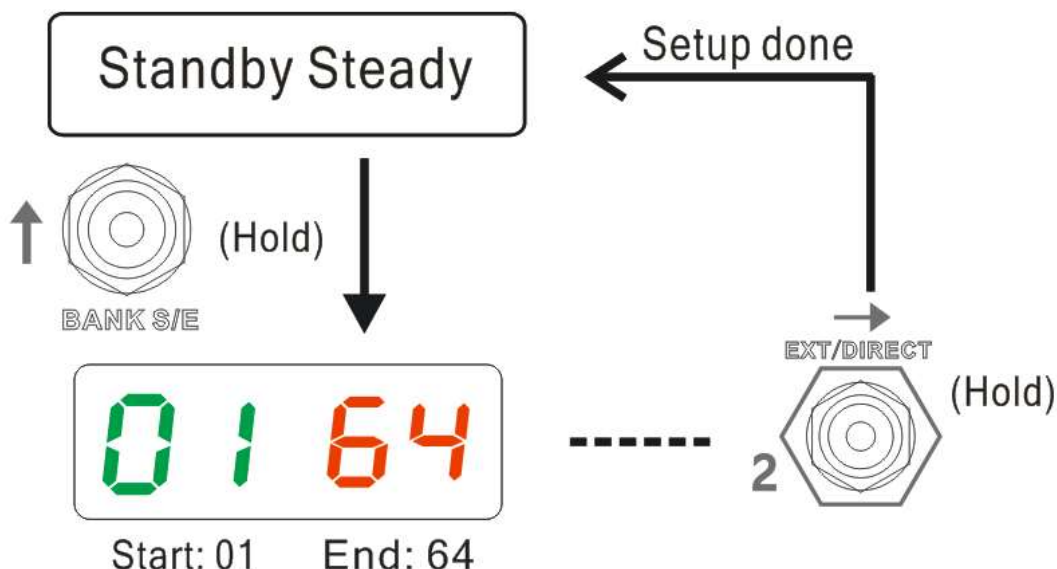 Standby Steady
Setup done
(Hold)
BANK S/E
EXT/DIRECT
(Hold)
01 64
2
Start: 01 End: 64